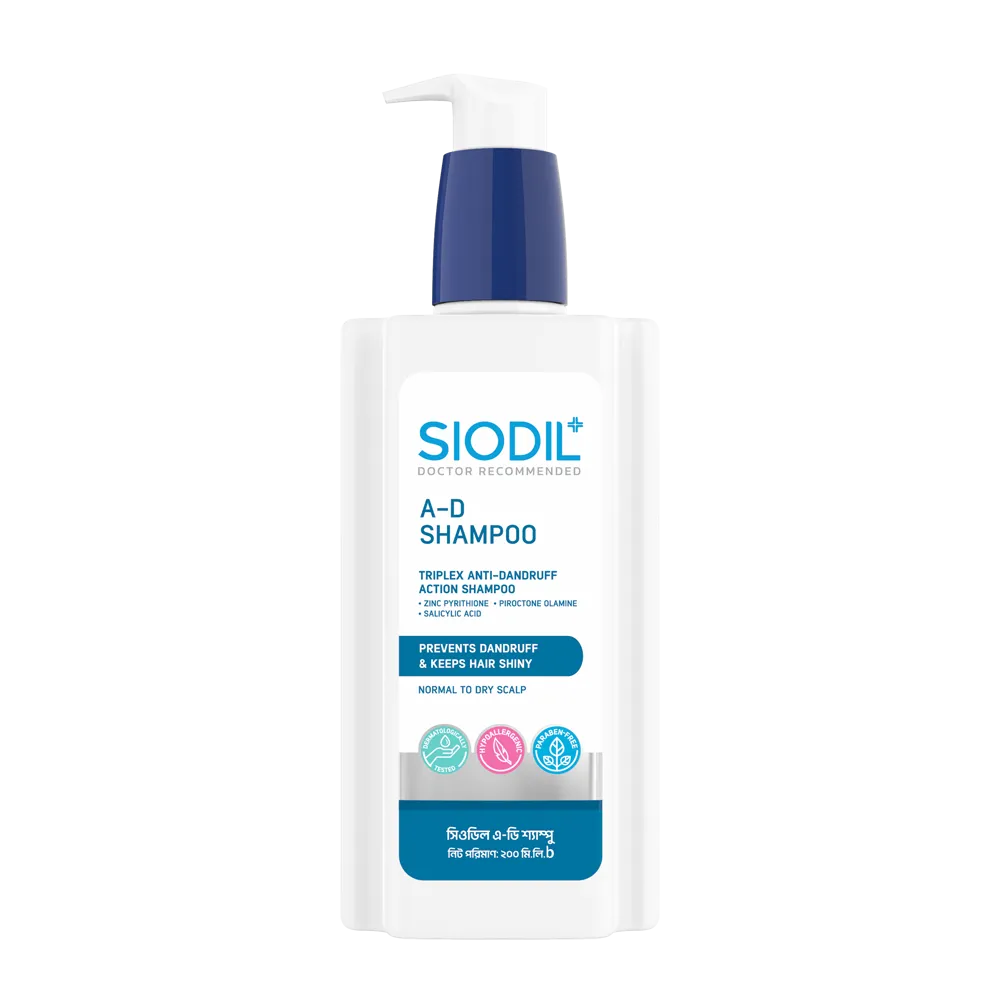 SIODIL+
DOCTOR RECOMMENDED
A-D
SHAMPOO
TRIPLEX ANTI-DANDRUFF
ACTION SHAMPOO
• ZINC PYRITHIONE • PIROCTONE OLAMINE
• SALICYLIC ACID
PREVENTS DANDRUFF
& KEEPS HAIR SHINY
NORMAL TO DRY SCALP
DERMATOLOGICALLY TESTED
HYPOALLERGENIC
PARABEN-FREE
সিওডিল এ-ডি শ্যাম্পু
নিট পরিমাণ: ২০০ মি.লি.b